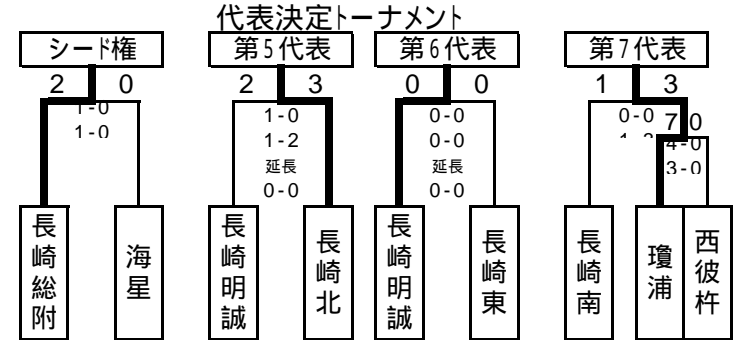 代表決定トーナメント
シード権 第5代表 第6代表 第7代表
2 0 2 3 0 0 1 3
1-0 1-0 0-0 0-0 7 0
1-0 1-2 0-0 4-0
延長 延長 3-0
0-0 0-0
長崎総附
海星
長崎明誠
長崎北
長崎明誠
長崎東
長崎南
瓊浦
西彼杵